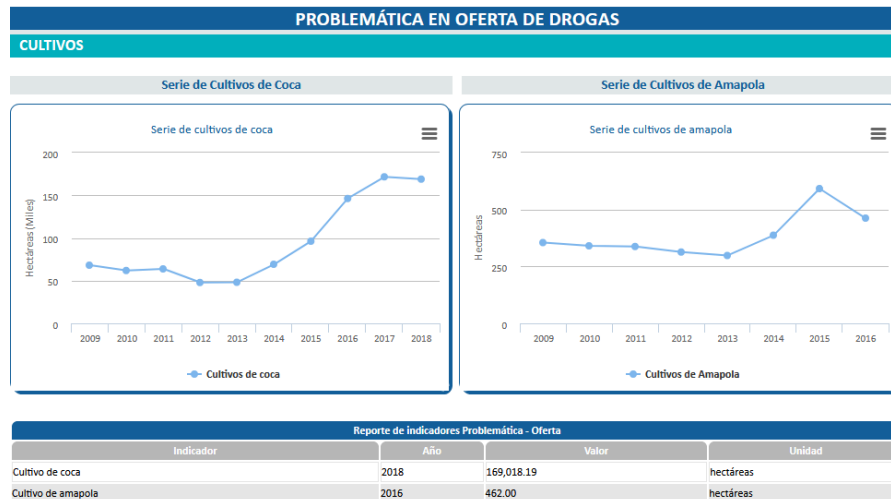 PROBLEMÁTICA EN OFERTA DE DROGAS
CULTIVOS
Serie de Cultivos de Coca
Serie de cultivos de coca
200
150
100
50
0
Hectáreas (Miles)
2009 2010 2011 2012 2013 2014 2015 2016 2017 2018
Cultivos de coca
Serie de Cultivos de Amapola
Serie de cultivos de amapola
750
500
250
0
Hectáreas
2009 2010 2011 2012 2013 2014 2015 2016
Cultivos de Amapola
Reporte de indicadores Problemática - Oferta
Indicador Año Valor Unidad
Cultivo de coca 2018 169,018.19 hectáreas
Cultivo de amapola 2016 462.00 hectáreas